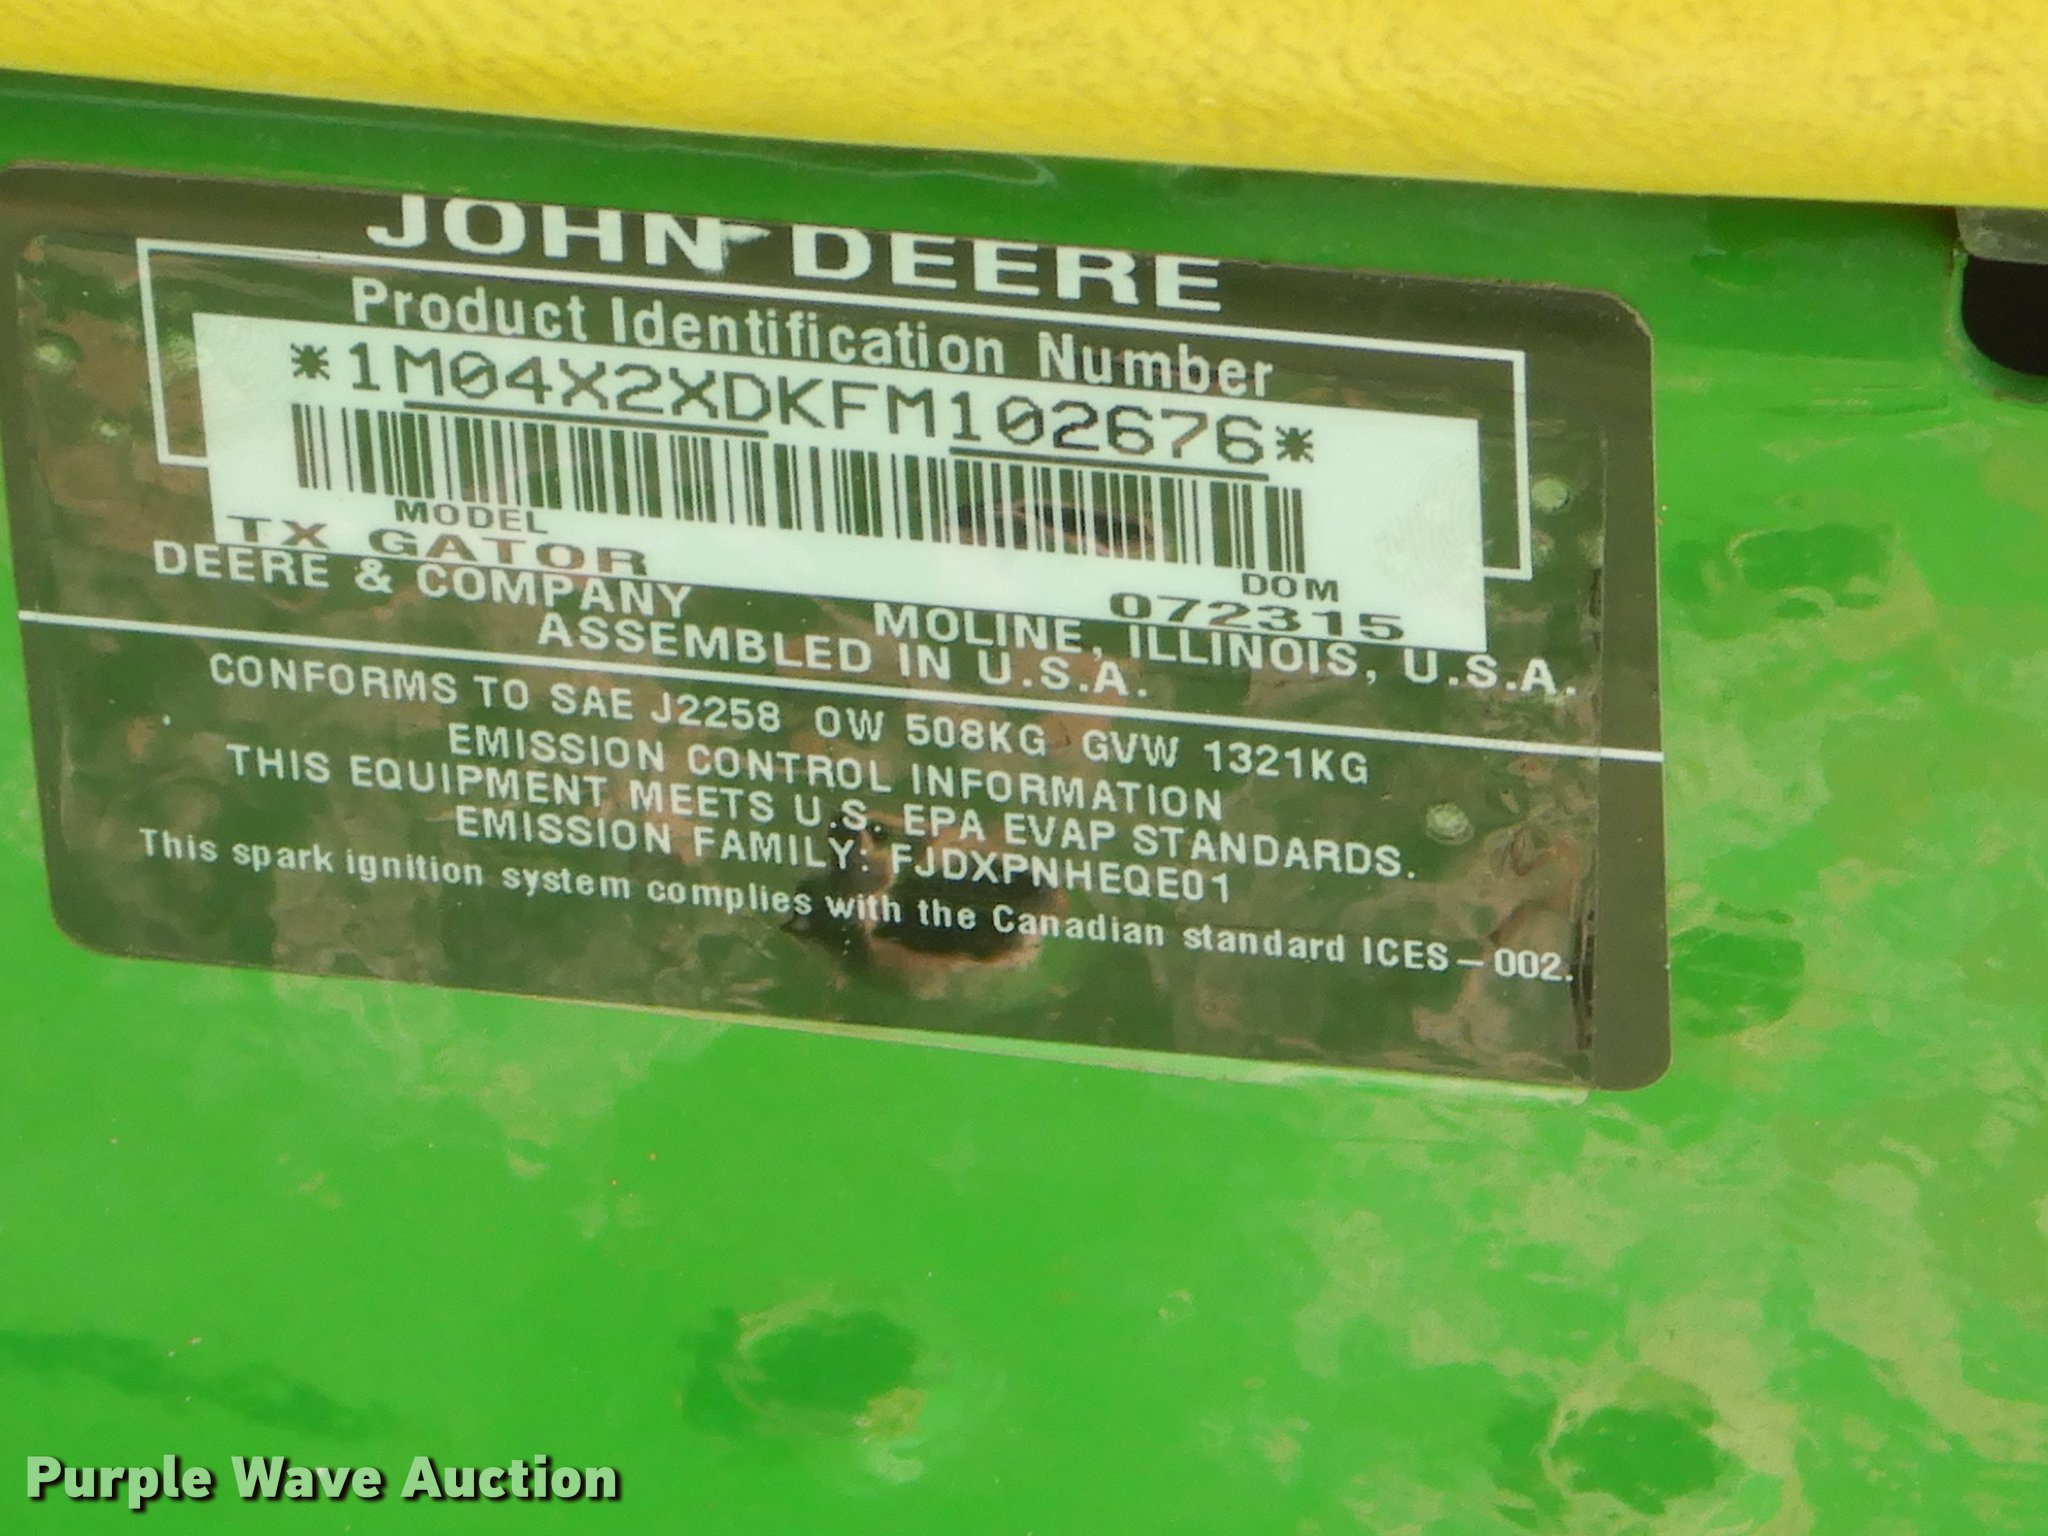 JOHN DEERE
Product Identification Number
*1M04X2XDKFM102676*
MODEL
TX GATOR
DOM
072315
DEERE & COMPANY MOLINE, ILLINOIS, U.S.A.
ASSEMBLED IN U.S.A.
CONFORMS TO SAE J2258 OW 508KG GVW 1321KG
EMISSION CONTROL INFORMATION
THIS EQUIPMENT MEETS U.S. EPA EVAP STANDARDS.
EMISSION FAMILY: FJDXPNHEQE01
This spark ignition system complies with the Canadian standard ICES-002.
Purple Wave Auction